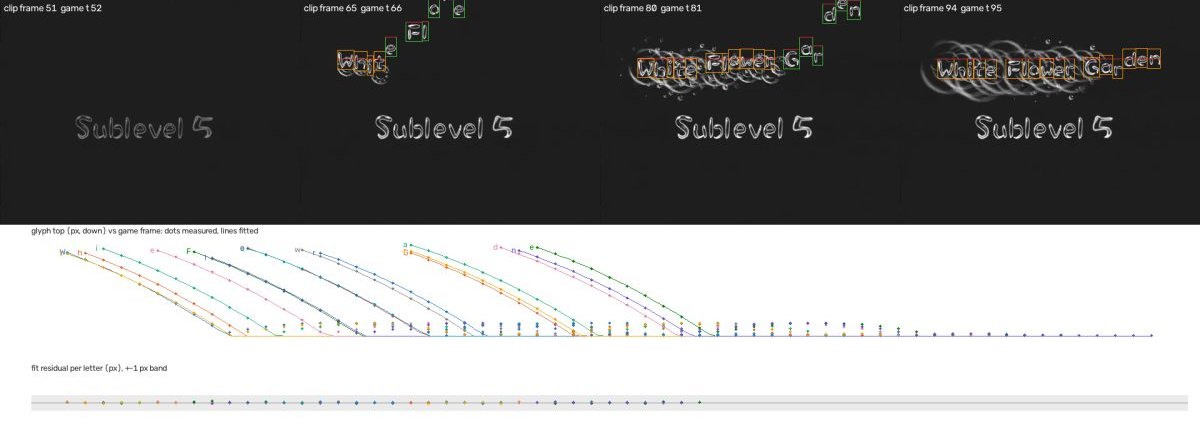 clip frame 51 game t 52
clip frame 65 game t 66
clip frame 80 game t 81
clip frame 94 game t 95
o e
Fl
Whit e
d e n
White Flower G a r
White Flower Garden
Sublevel 5
Sublevel 5
Sublevel 5
Sublevel 5
glyph top (px, down) vs game frame: dots measured, lines fitted
W h i e F l o w r a G d n e
fit residual per letter (px), +-1 px band